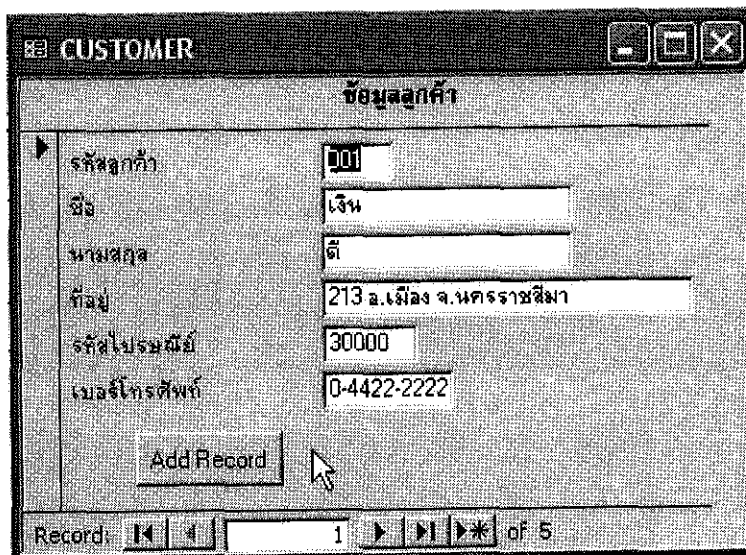 CUSTOMER
ข้อมูลลูกค้า
รหัสลูกค้า 001
ชื่อ เงิน
นามสกุล ดี
ที่อยู่ 213 อ.เมือง จ.นครราชสีมา
รหัสไปรษณีย์ 30000
เบอร์โทรศัพท์ 0-4422-2222
Add Record
Record: 1 of 5